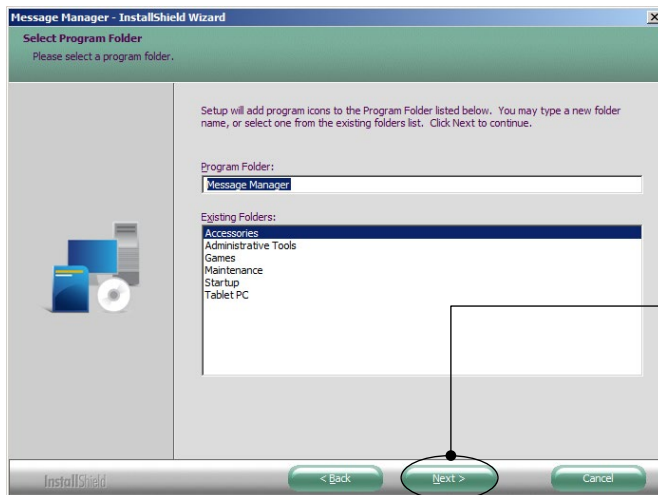 Message Manager - InstallShield Wizard
Select Program Folder
Please select a program folder.
Setup will add program icons to the Program Folder listed below. You may type a new folder
name, or select one from the existing folders list. Click Next to continue.
Program Folder:
Message Manager
Existing Folders:
Accessories
Administrative Tools
Games
Maintenance
Startup
Tablet PC
InstallShield
< Back
Next >
Cancel